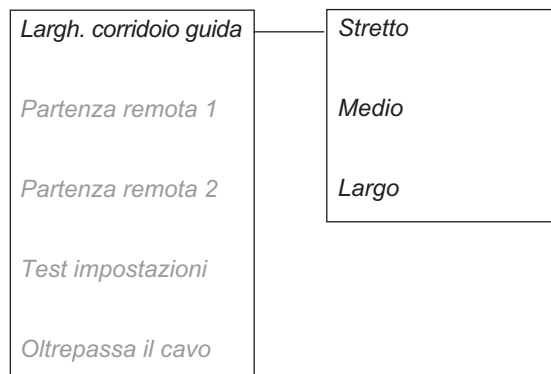 Largh. corridoio guida
Partenza remota 1
Partenza remota 2
Test impostazioni
Oltrepassa il cavo
Stretto
Medio
Largo